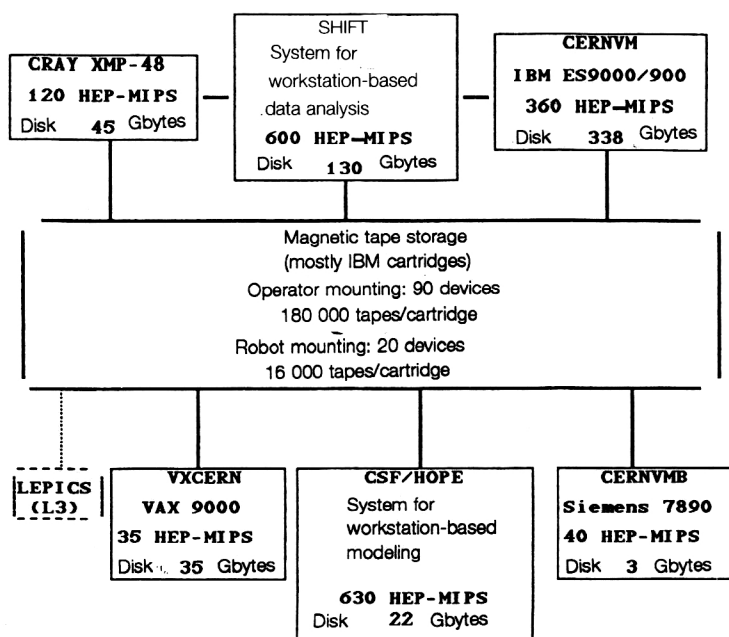 CRAY XMP-48
120 HEP-MIPS
Disk 45 Gbytes
SHIFT
System for
workstation-based
data analysis
600 HEP-MIPS
Disk 130 Gbytes
CERNVM
IBM ES9000/900
360 HEP-MIPS
Disk 338 Gbytes
Magnetic tape storage
(mostly IBM cartridges)
Operator mounting: 90 devices
180 000 tapes/cartridge
Robot mounting: 20 devices
16 000 tapes/cartridge
LEPICS
(L3)
VXCERN
VAX 9000
35 HEP-MIPS
Disk 35 Gbytes
CSF/HOPE
System for
workstation-based
modeling
630 HEP-MIPS
Disk 22 Gbytes
CERNVMB
Siemens 7890
40 HEP-MIPS
Disk 3 Gbytes